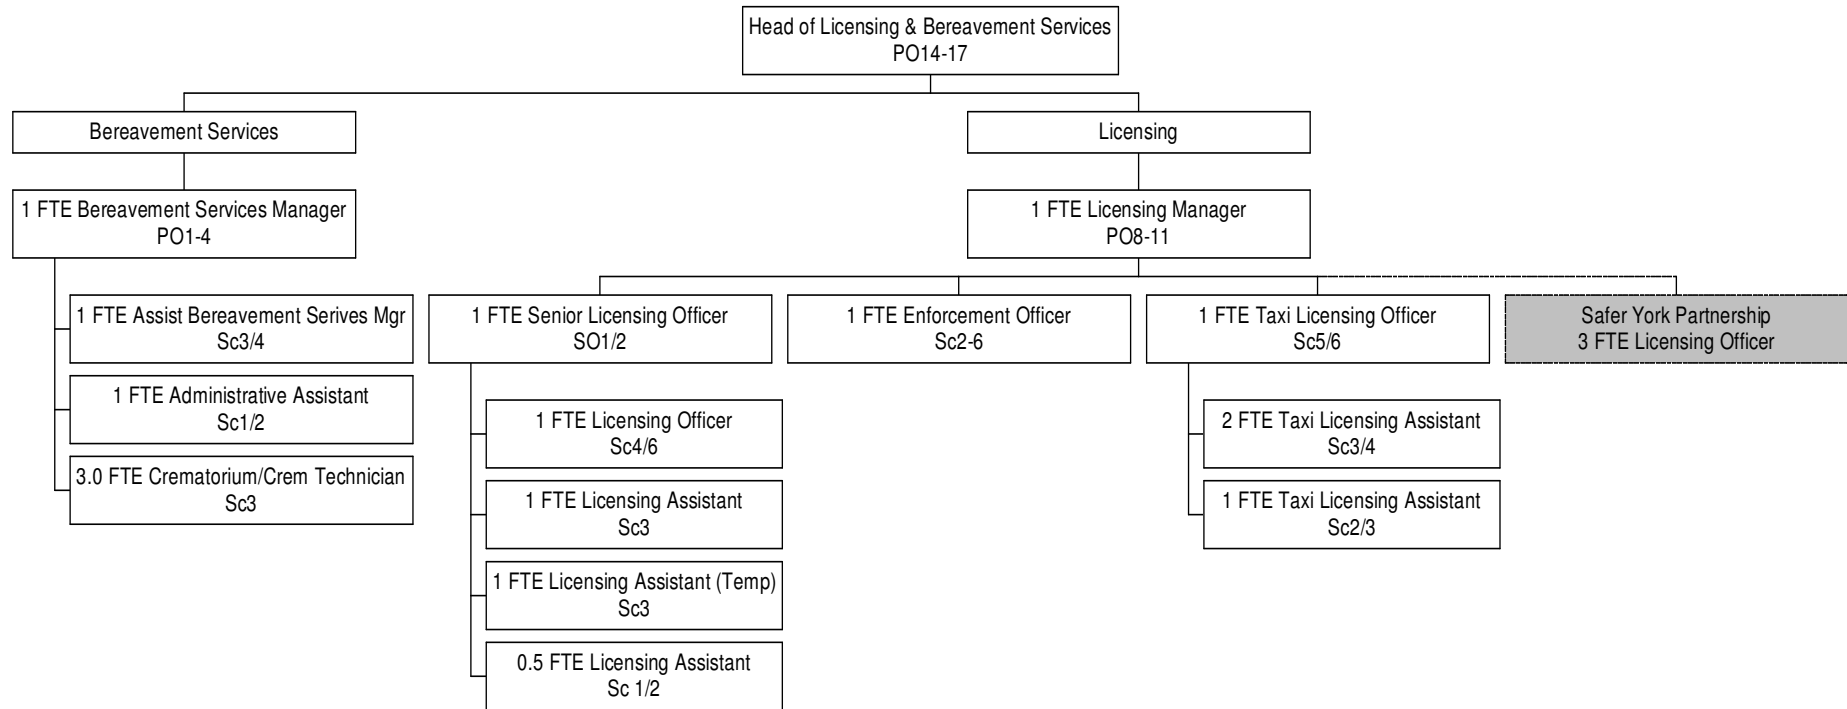 Head of Licensing & Bereavement Services
PO14-17
Bereavement Services
Licensing
1 FTE Bereavement Services Manager
PO1-4
1 FTE Licensing Manager
PO8-11
1 FTE Assist Bereavement Serives Mgr
Sc3/4
1 FTE Administrative Assistant
Sc1/2
3.0 FTE Crematorium/Crem Technician
Sc3
1 FTE Senior Licensing Officer
SO1/2
1 FTE Licensing Officer
Sc4/6
1 FTE Licensing Assistant
Sc3
1 FTE Licensing Assistant (Temp)
Sc3
0.5 FTE Licensing Assistant
Sc 1/2
1 FTE Enforcement Officer
Sc2-6
1 FTE Taxi Licensing Officer
Sc5/6
2 FTE Taxi Licensing Assistant
Sc3/4
1 FTE Taxi Licensing Assistant
Sc2/3
Safer York Partnership
3 FTE Licensing Officer